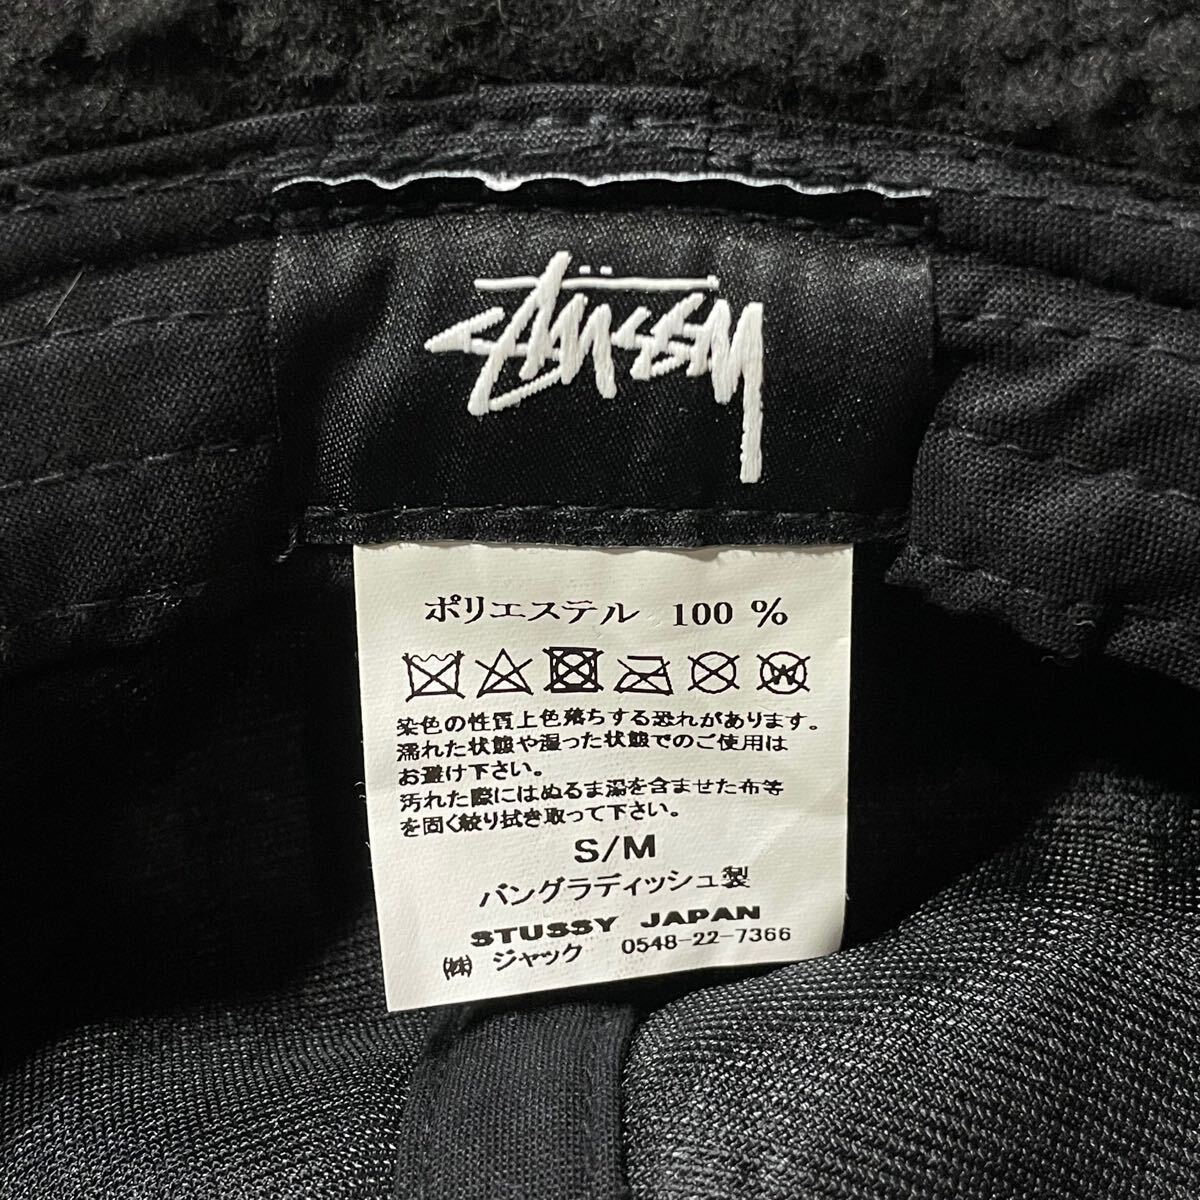 STÜSSY
ポリエステル 100 %
W
染色の性質上色落ちする恐れがあります。
濡れた状態や湿った状態でのご使用は
お避け下さい。
汚れた際にはぬるま湯を含ませた布等
を固く絞り拭き取って下さい。
S/M
バングラディッシュ製
STUSSY JAPAN
㈱ ジャック 0548-22-7366